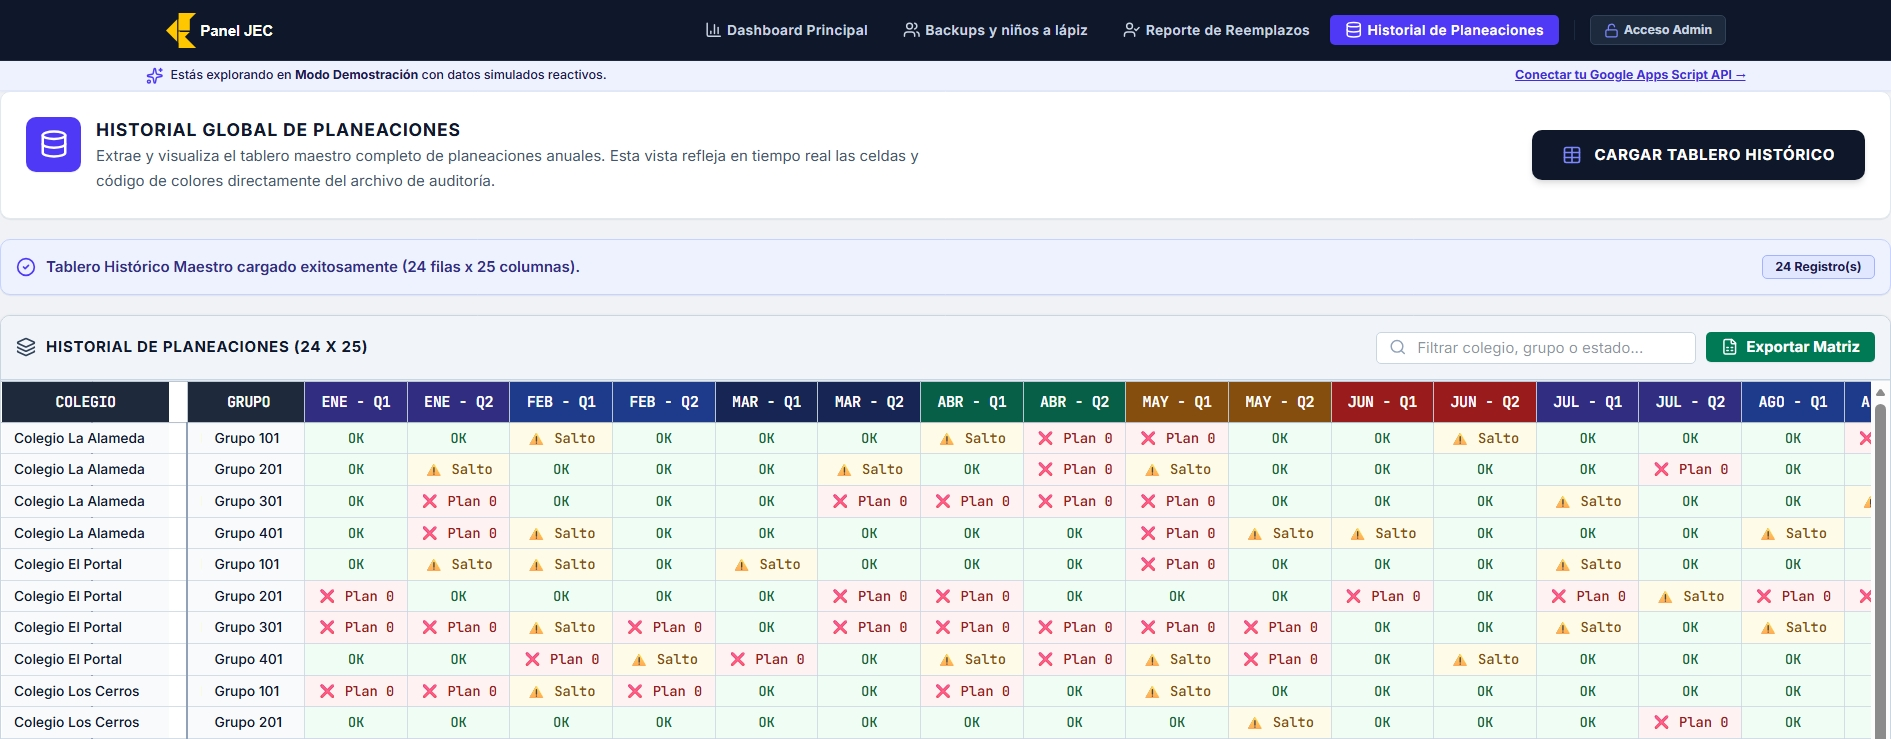 Panel JEC
Dashboard Principal
Backups y niños a lápiz
Reporte de Reemplazos
Historial de Planeaciones
Acceso Admin
Estás explorando en Modo Demostración con datos simulados reactivos.
Conectar tu Google Apps Script API →
HISTORIAL GLOBAL DE PLANEACIONES
Extrae y visualiza el tablero maestro completo de planeaciones anuales. Esta vista refleja en tiempo real las celdas y
código de colores directamente del archivo de auditoría.
CARGAR TABLERO HISTÓRICO
Tablero Histórico Maestro cargado exitosamente (24 filas x 25 columnas).
24 Registro(s)
HISTORIAL DE PLANEACIONES (24 X 25)
Filtrar colegio, grupo o estado...
Exportar Matriz
COLEGIO GRUPO ENE - Q1 ENE - Q2 FEB - Q1 FEB - Q2 MAR - Q1 MAR - Q2 ABR - Q1 ABR - Q2 MAY - Q1 MAY - Q2 JUN - Q1 JUN - Q2 JUL - Q1 JUL - Q2 AGO - Q1 A
Colegio La Alameda Grupo 101 OK OK ⚠️ Salto OK OK OK ⚠️ Salto ❌ Plan 0 ❌ Plan 0 OK OK ⚠️ Salto OK OK OK ❌
Colegio La Alameda Grupo 201 OK ⚠️ Salto OK OK OK ⚠️ Salto OK ❌ Plan 0 ⚠️ Salto OK OK OK OK ❌ Plan 0 OK
Colegio La Alameda Grupo 301 OK ❌ Plan 0 OK OK OK ❌ Plan 0 ❌ Plan 0 ❌ Plan 0 ❌ Plan 0 OK OK OK ⚠️ Salto OK OK ⚠️
Colegio La Alameda Grupo 401 OK ❌ Plan 0 ⚠️ Salto OK OK OK OK OK ❌ Plan 0 ⚠️ Salto ⚠️ Salto OK OK OK ⚠️ Salto
Colegio El Portal Grupo 101 OK ⚠️ Salto ⚠️ Salto OK ⚠️ Salto OK OK OK ❌ Plan 0 OK OK OK ⚠️ Salto OK OK
Colegio El Portal Grupo 201 ❌ Plan 0 OK OK OK OK ❌ Plan 0 ❌ Plan 0 OK OK OK ❌ Plan 0 OK ❌ Plan 0 ⚠️ Salto ❌ Plan 0 ❌
Colegio El Portal Grupo 301 ❌ Plan 0 ❌ Plan 0 ⚠️ Salto ❌ Plan 0 OK ❌ Plan 0 ❌ Plan 0 ❌ Plan 0 ❌ Plan 0 ❌ Plan 0 OK OK ⚠️ Salto OK ⚠️ Salto
Colegio El Portal Grupo 401 OK OK ❌ Plan 0 ⚠️ Salto ❌ Plan 0 OK ⚠️ Salto ❌ Plan 0 ⚠️ Salto ❌ Plan 0 OK ⚠️ Salto OK OK OK
Colegio Los Cerros Grupo 101 ❌ Plan 0 ❌ Plan 0 ⚠️ Salto ❌ Plan 0 OK OK ❌ Plan 0 OK ⚠️ Salto OK OK OK OK OK OK
Colegio Los Cerros Grupo 201 OK OK OK OK OK OK OK OK OK ⚠️ Salto OK OK OK ❌ Plan 0 OK